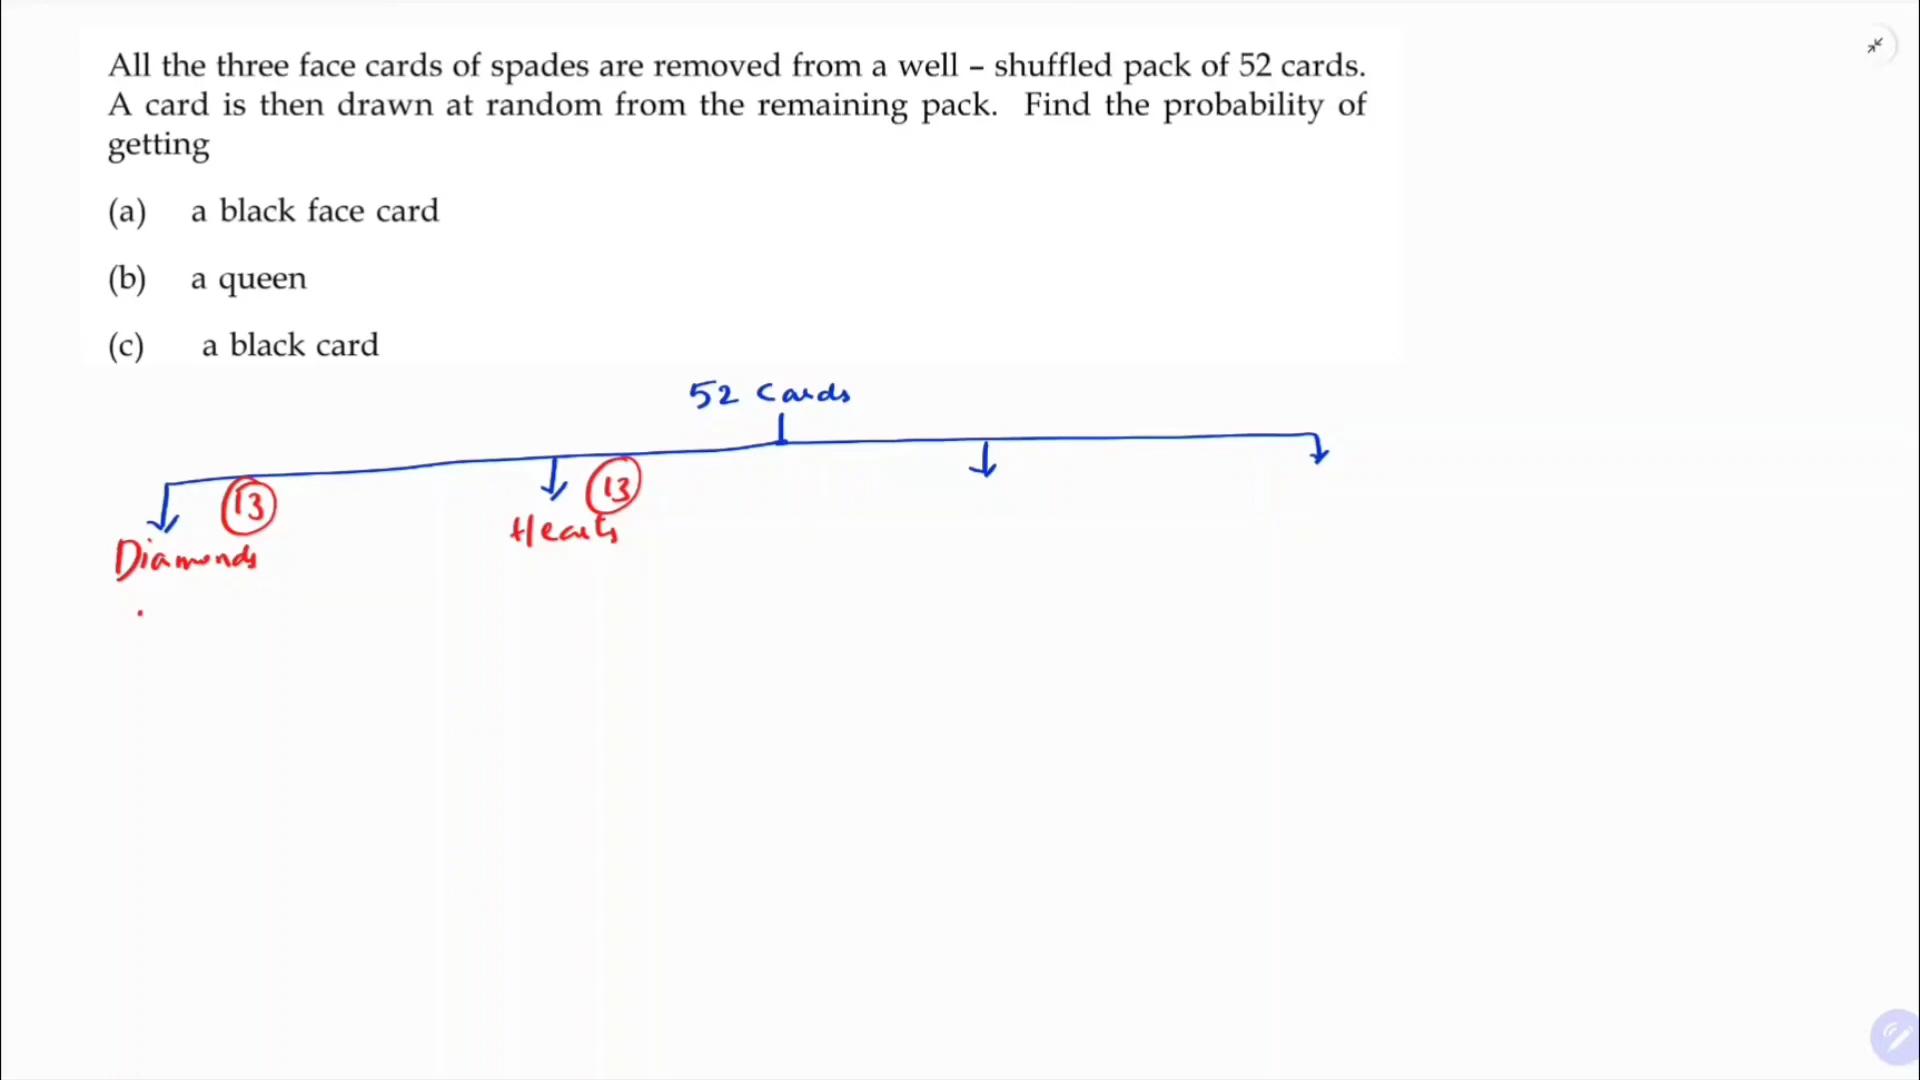 All the three face cards of spades are removed from a well – shuffled pack of 52 cards.
A card is then drawn at random from the remaining pack. Find the probability of
getting
(a) a black face card
(b) a queen
(c) a black card
52 Cards
13 13
Diamonds Hearts